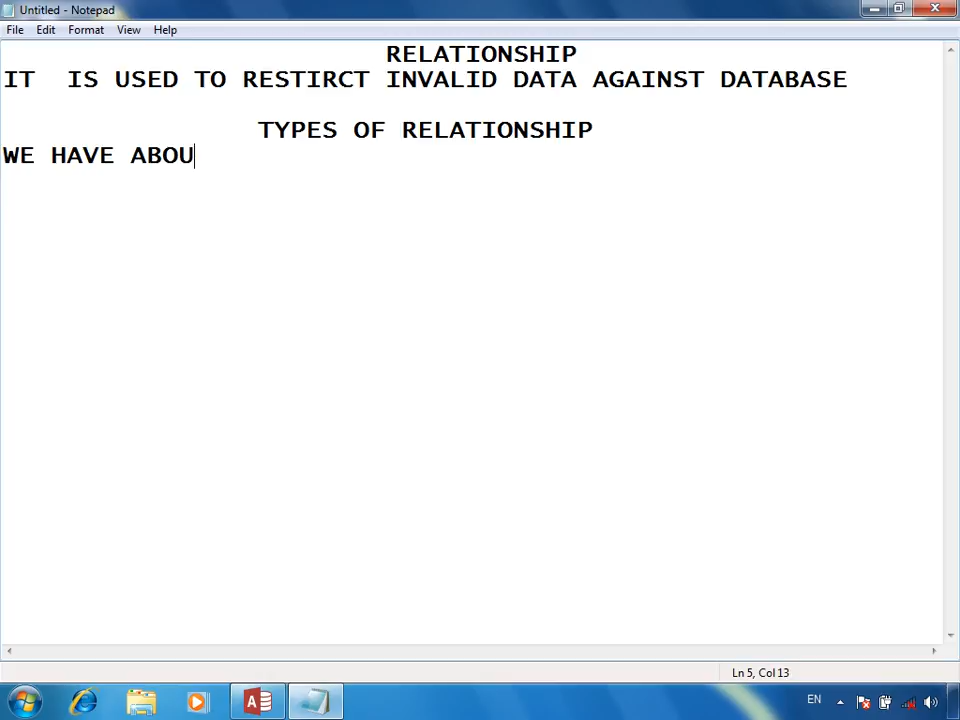 Untitled - Notepad
File Edit Format View Help
RELATIONSHIP
IT  IS USED TO RESTIRCT INVALID DATA AGAINST DATABASE
TYPES OF RELATIONSHIP
WE HAVE ABOU
Ln 5, Col 13
EN